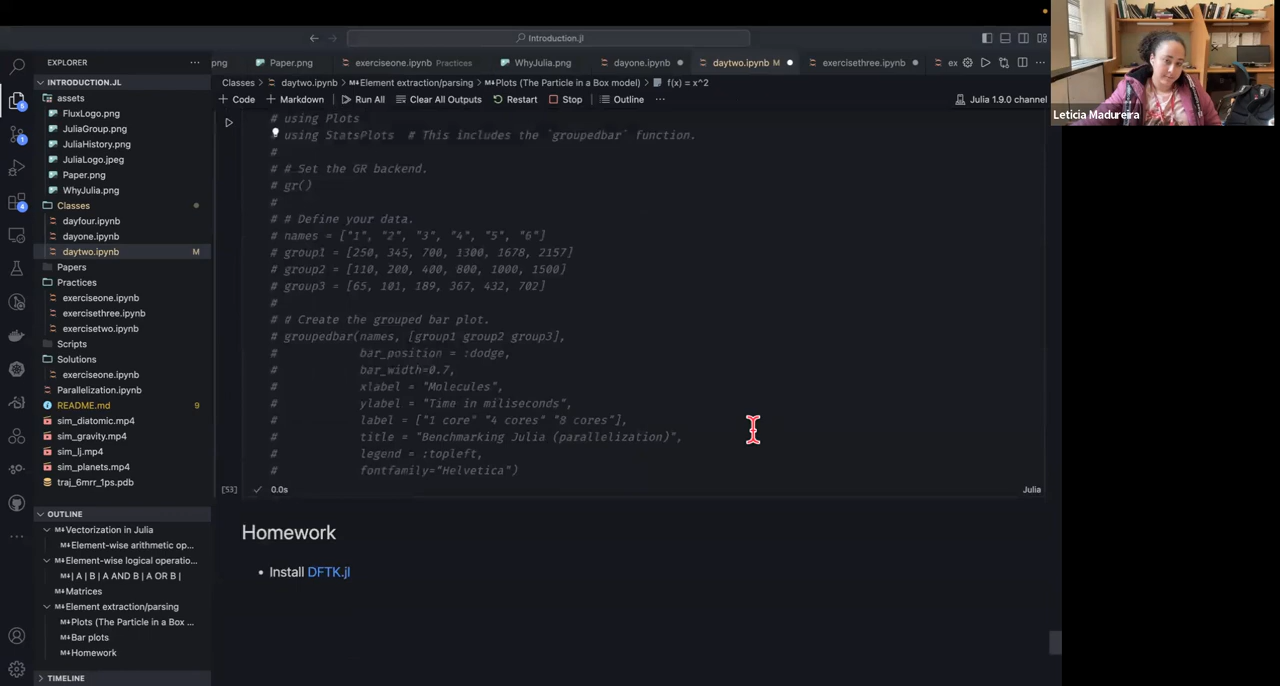 Introduction.jl
EXPLORER
png
Paper.png
exerciseone.ipynb Practices
WhyJulia.png
dayone.ipynb
daytwo.ipynb M
exercisethree.ipynb
ex
INTRODUCTION.JL
Classes > daytwo.ipynb > Element extraction/parsing > Plots (The Particle in a Box model) > f(x) = x^2
+ Code + Markdown Run All Clear All Outputs Restart Stop Outline Julia 1.9.0 channel
assets
FluxLogo.png
JuliaGroup.png
JuliaHistory.png
JuliaLogo.jpeg
Paper.png
WhyJulia.png
Classes
dayfour.ipynb
dayone.ipynb
daytwo.ipynb M
Papers
Practices
exerciseone.ipynb
exercisethree.ipynb
exercisetwo.ipynb
Scripts
Solutions
exerciseone.ipynb
Parallelization.ipynb
README.md 9
sim_diatomic.mp4
sim_gravity.mp4
sim_lj.mp4
sim_planets.mp4
traj_6mrr_1ps.pdb
OUTLINE
Vectorization in Julia
Element-wise arithmetic op...
Element-wise logical operatio...
| A | B | A AND B | A OR B |
Matrices
Element extraction/parsing
Plots (The Particle in a Box ...
Bar plots
Homework
TIMELINE
# using Plots
# using StatsPlots # This includes the `groupedbar` function.
#
# # Set the GR backend.
# gr()
#
# # Define your data.
# names = ["1", "2", "3", "4", "5", "6"]
# group1 = [250, 345, 700, 1300, 1678, 2157]
# group2 = [110, 200, 400, 800, 1000, 1500]
# group3 = [65, 101, 189, 367, 432, 702]
#
# # Create the grouped bar plot.
# groupedbar(names, [group1 group2 group3],
# bar_position = :dodge,
# bar_width=0.7,
# xlabel = "Molecules",
# ylabel = "Time in miliseconds",
# label = ["1 core" "4 cores" "8 cores"],
# title = "Benchmarking Julia (parallelization)",
# legend = :topleft,
# fontfamily="Helvetica")
[53] 0.0s Julia
Homework
• Install DFTK.jl
Leticia Madureira